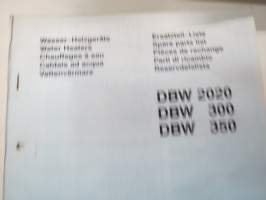 Wasser-Heizgeräte
Water Heaters
Chauffages à eau
Caldaie ad acqua
Vattenvärmare
Ersatzteil-Liste
Spare parts list
Pièces de rechange
Parti di ricambio
Reservdelslista
DBW 2020
DBW 300
DBW 350